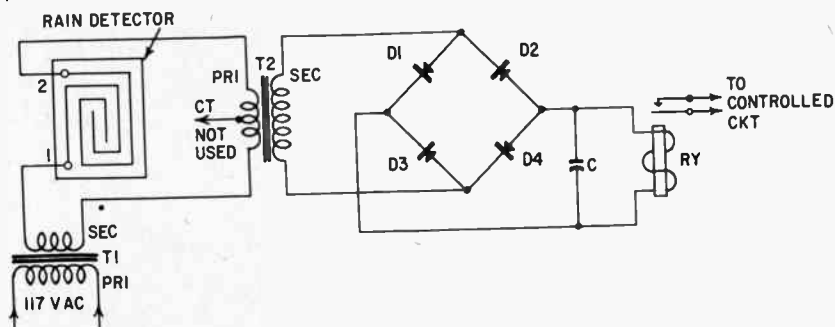 RAIN DETECTOR
2
1
PRI
T2
SEC
CT
NOT
USED
D1
D2
D3
D4
C
RY
TO
CONTROLLED
CKT
SEC
T1
PRI
117 VAC